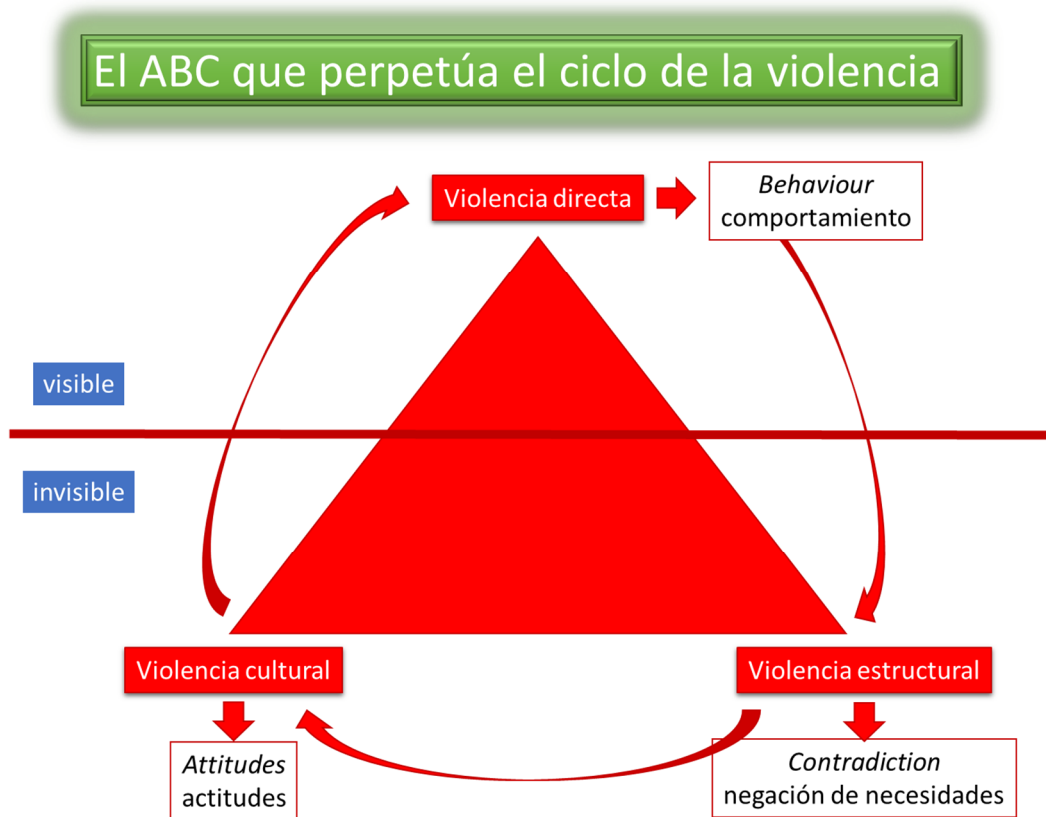 El ABC que perpetúa el ciclo de la violencia
Violencia directa
Behaviour
comportamiento
visible
invisible
Violencia cultural
Violencia estructural
Attitudes
actitudes
Contradiction
negación de necesidades